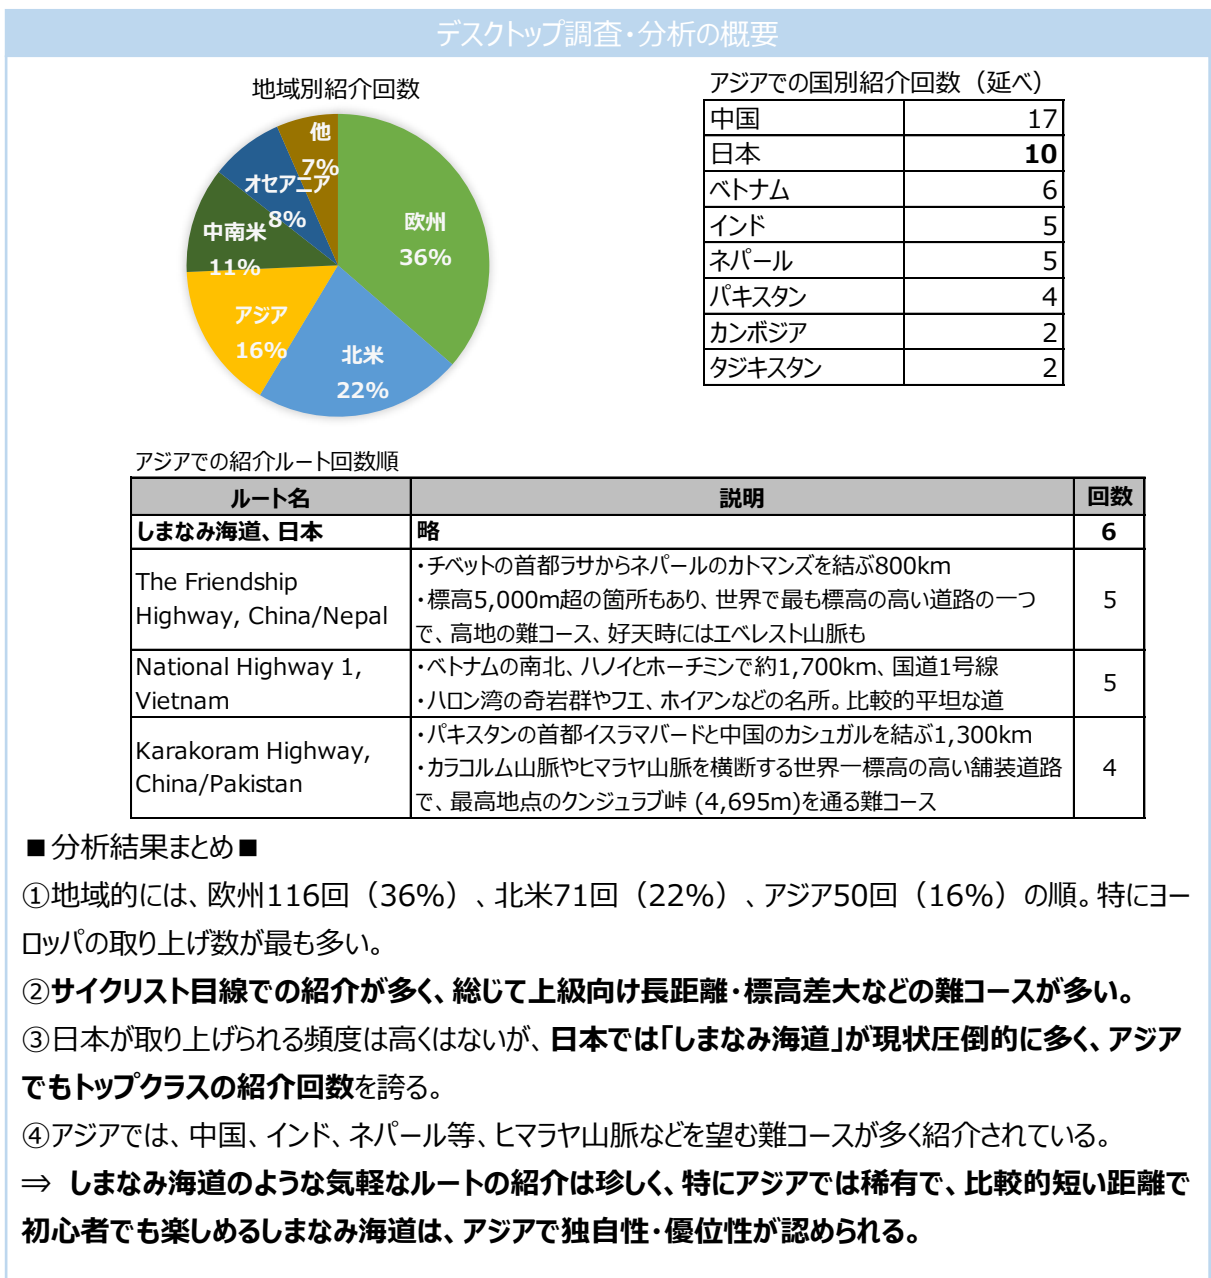 デスクトップ調査・分析の概要
地域別紹介回数
他
7%
オセアニア
8%
中南米
11%
アジア
16%
北米
22%
欧州
36%
アジアでの国別紹介回数（延べ）
中国 17
日本 10
ベトナム 6
インド 5
ネパール 5
パキスタン 4
カンボジア 2
タジキスタン 2
アジアでの紹介ルート回数順
ルート名 説明 回数
しまなみ海道、日本 略 6
The Friendship
Highway, China/Nepal
・チベットの首都ラサからネパールのカトマンズを結ぶ800km
・標高5,000m超の箇所もあり、世界で最も標高の高い道路の一つ
で、高地の難コース、好天時にはエベレスト山脈も
5
National Highway 1,
Vietnam
・ベトナムの南北、ハノイとホーチミンで約1,700km、国道1号線
・ハロン湾の奇岩群やフエ、ホイアンなどの名所。比較的平坦な道
5
Karakoram Highway,
China/Pakistan
・パキスタンの首都イスラマバードと中国のカシュガルを結ぶ1,300km
・カラコルム山脈やヒマラヤ山脈を横断する世界一標高の高い舗装道路
で、最高地点のクンジュラブ峠 (4,695m)を通る難コース
4
■分析結果まとめ■
①地域的には、欧州116回（36%）、北米71回（22%）、アジア50回（16%）の順。特にヨー
ロッパの取り上げ数が最も多い。
②サイクリスト目線での紹介が多く、総じて上級向け長距離・標高差大などの難コースが多い。
③日本が取り上げられる頻度は高くはないが、日本では「しまなみ海道」が現状圧倒的に多く、アジア
でもトップクラスの紹介回数を誇る。
④アジアでは、中国、インド、ネパール等、ヒマラヤ山脈などを望む難コースが多く紹介されている。
⇒ しまなみ海道のような気軽なルートの紹介は珍しく、特にアジアでは稀有で、比較的短い距離で
初心者でも楽しめるしまなみ海道は、アジアで独自性・優位性が認められる。